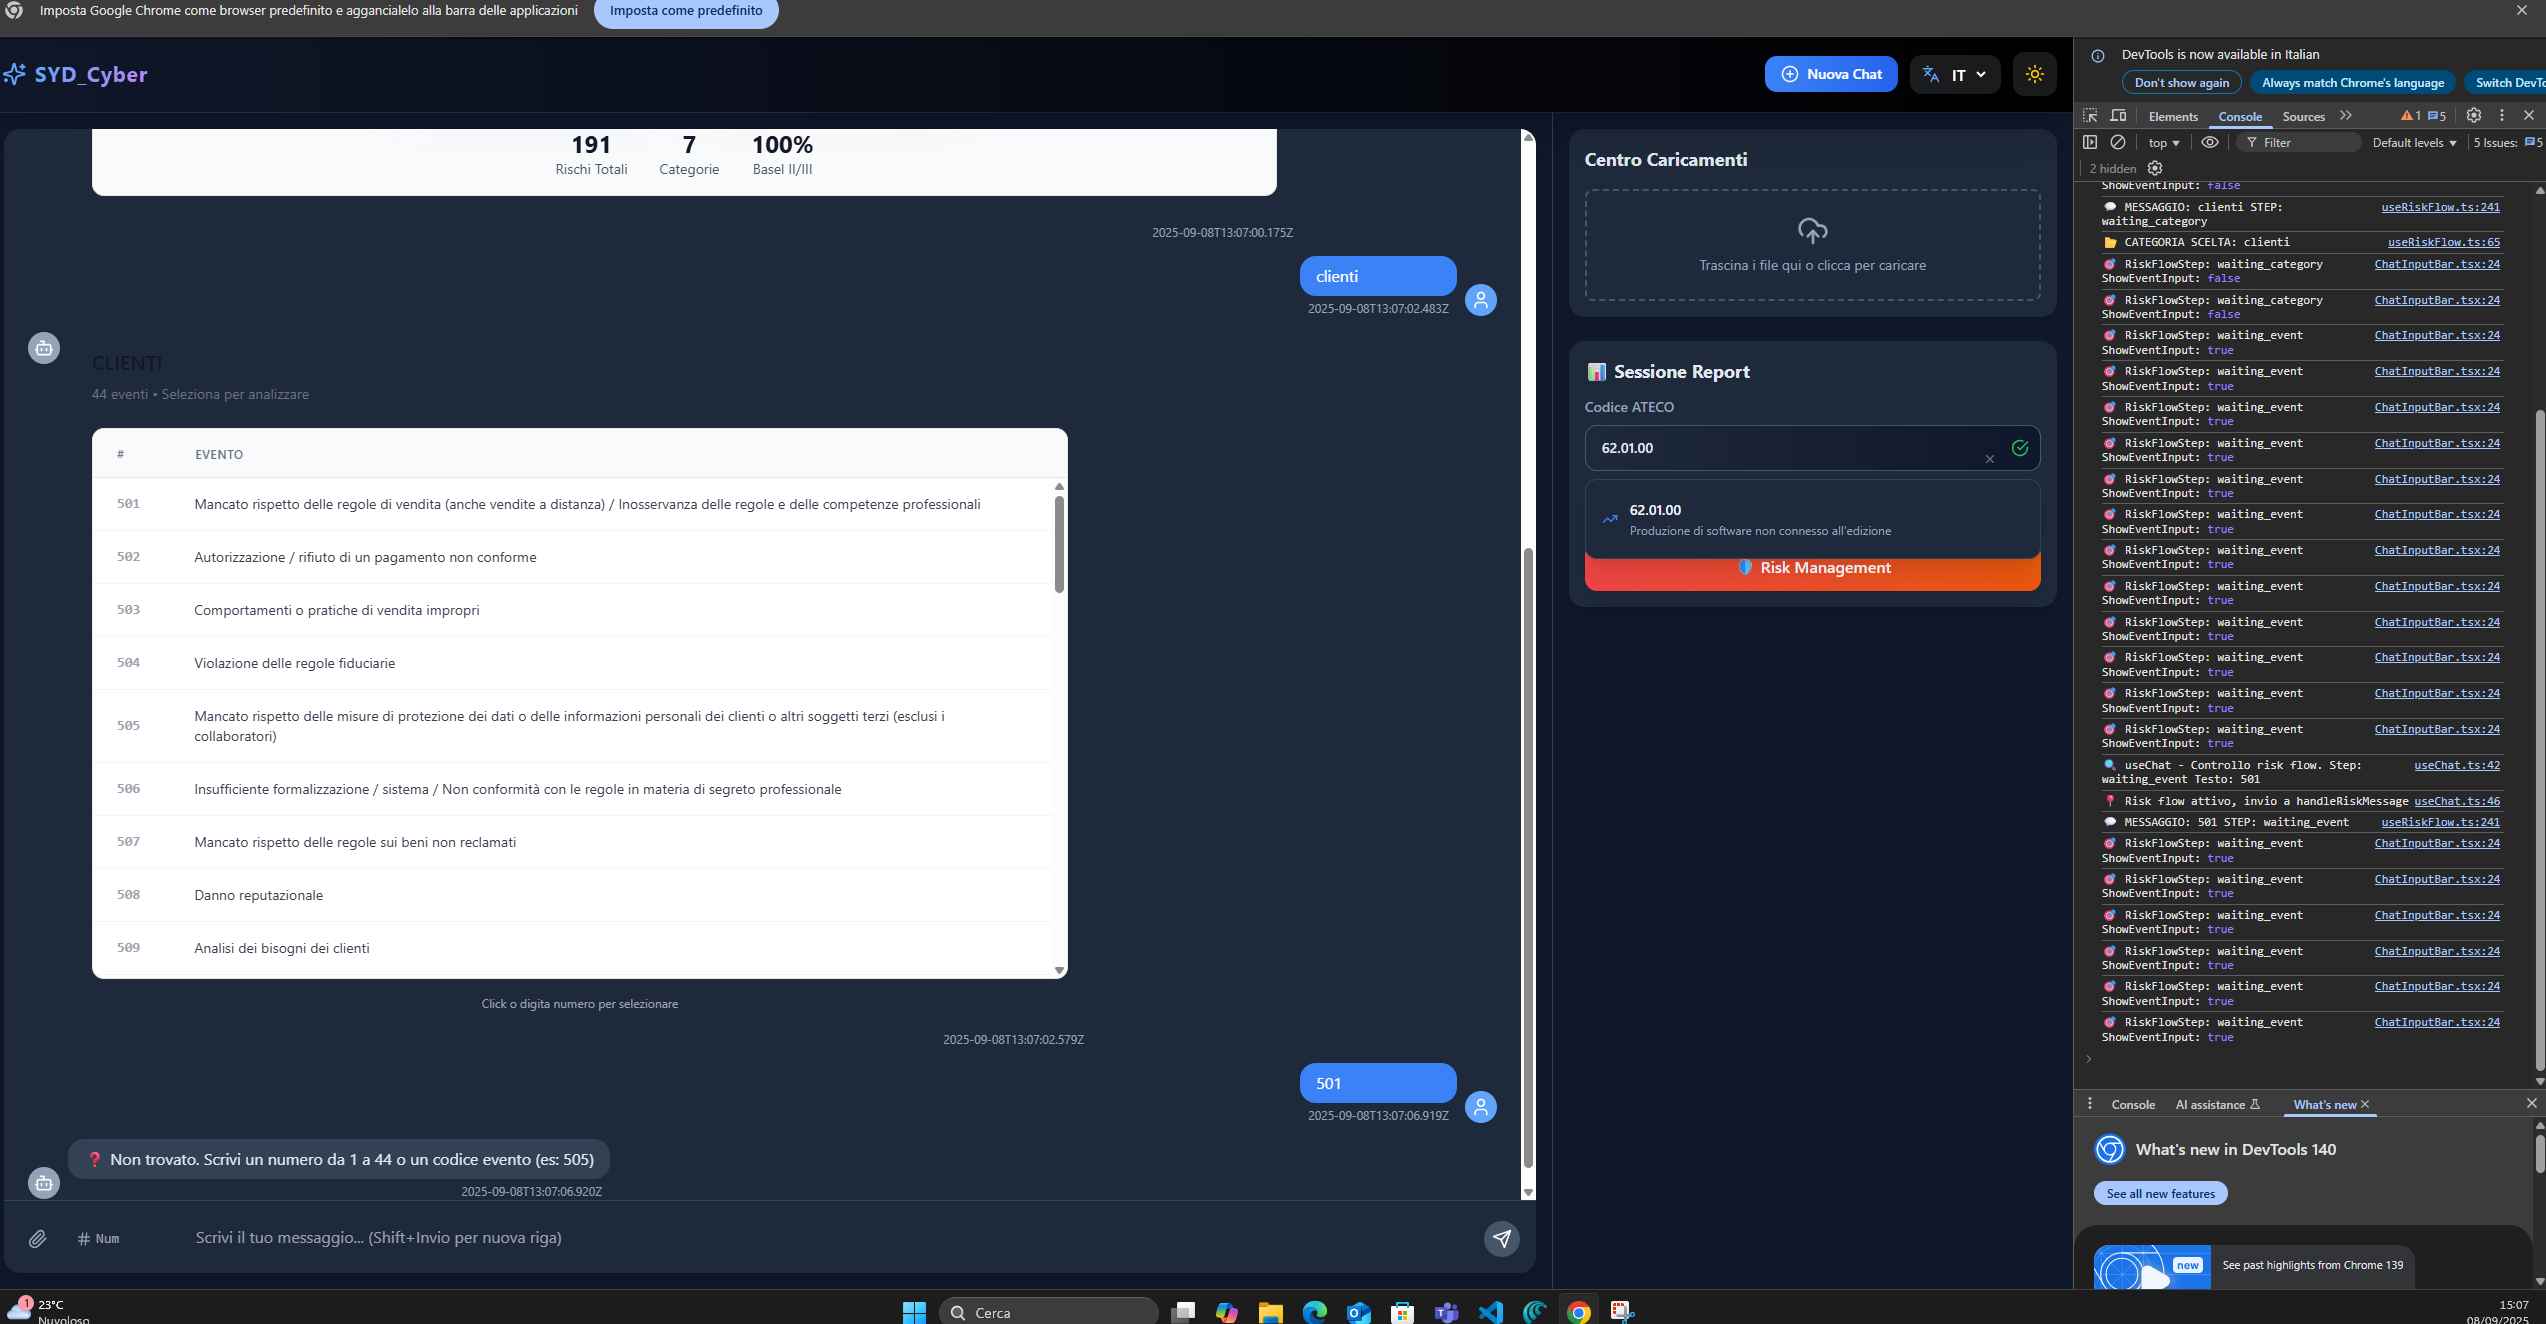 Imposta Google Chrome come browser predefinito e aggancialelo alla barra delle applicazioni
Imposta come predefinito
SYD_Cyber
Nuova Chat
IT
191
7
100%
Rischi Totali
Categorie
Basel II/III
2025-09-08T13:07:00.175Z
clienti
2025-09-08T13:07:02.483Z
CLIENTI
44 eventi • Seleziona per analizzare
# EVENTO
501 Mancato rispetto delle regole di vendita (anche vendite a distanza) / Inosservanza delle regole e delle competenze professionali
502 Autorizzazione / rifiuto di un pagamento non conforme
503 Comportamenti o pratiche di vendita impropri
504 Violazione delle regole fiduciarie
505 Mancato rispetto delle misure di protezione dei dati o delle informazioni personali dei clienti o altri soggetti terzi (esclusi i
collaboratori)
506 Insufficiente formalizzazione / sistema / Non conformità con le regole in materia di segreto professionale
507 Mancato rispetto delle regole sui beni non reclamati
508 Danno reputazionale
509 Analisi dei bisogni dei clienti
Click o digita numero per selezionare
2025-09-08T13:07:02.579Z
501
2025-09-08T13:07:06.919Z
❓ Non trovato. Scrivi un numero da 1 a 44 o un codice evento (es: 505)
2025-09-08T13:07:06.920Z
# Num
Scrivi il tuo messaggio... (Shift+Invio per nuova riga)
Centro Caricamenti
Trascina i file qui o clicca per caricare
📊 Sessione Report
Codice ATECO
62.01.00
62.01.00
Produzione di software non connesso all'edizione
Risk Management
DevTools is now available in Italian
Don't show again
Always match Chrome's language
Switch DevTo
Elements
Console
Sources
1
5
top
Filter
Default levels
5 Issues:
5
2 hidden
ShowEventInput: false
💬 MESSAGGIO: clienti STEP: useRiskFlow.ts:241
waiting_category
📂 CATEGORIA SCELTA: clienti useRiskFlow.ts:65
🎯 RiskFlowStep: waiting_category ChatInputBar.tsx:24
ShowEventInput: false
🎯 RiskFlowStep: waiting_category ChatInputBar.tsx:24
ShowEventInput: false
🎯 RiskFlowStep: waiting_event ChatInputBar.tsx:24
ShowEventInput: true
🎯 RiskFlowStep: waiting_event ChatInputBar.tsx:24
ShowEventInput: true
🎯 RiskFlowStep: waiting_event ChatInputBar.tsx:24
ShowEventInput: true
🎯 RiskFlowStep: waiting_event ChatInputBar.tsx:24
ShowEventInput: true
🎯 RiskFlowStep: waiting_event ChatInputBar.tsx:24
ShowEventInput: true
🎯 RiskFlowStep: waiting_event ChatInputBar.tsx:24
ShowEventInput: true
🎯 RiskFlowStep: waiting_event ChatInputBar.tsx:24
ShowEventInput: true
🎯 RiskFlowStep: waiting_event ChatInputBar.tsx:24
ShowEventInput: true
🎯 RiskFlowStep: waiting_event ChatInputBar.tsx:24
ShowEventInput: true
🎯 RiskFlowStep: waiting_event ChatInputBar.tsx:24
ShowEventInput: true
🎯 RiskFlowStep: waiting_event ChatInputBar.tsx:24
ShowEventInput: true
🎯 RiskFlowStep: waiting_event ChatInputBar.tsx:24
ShowEventInput: true
🔍 useChat - Controllo risk flow. Step: useChat.ts:42
waiting_event Testo: 501
📍 Risk flow attivo, invio a handleRiskMessage useChat.ts:46
💬 MESSAGGIO: 501 STEP: waiting_event useRiskFlow.ts:241
🎯 RiskFlowStep: waiting_event ChatInputBar.tsx:24
ShowEventInput: true
🎯 RiskFlowStep: waiting_event ChatInputBar.tsx:24
ShowEventInput: true
🎯 RiskFlowStep: waiting_event ChatInputBar.tsx:24
ShowEventInput: true
🎯 RiskFlowStep: waiting_event ChatInputBar.tsx:24
ShowEventInput: true
🎯 RiskFlowStep: waiting_event ChatInputBar.tsx:24
ShowEventInput: true
🎯 RiskFlowStep: waiting_event ChatInputBar.tsx:24
ShowEventInput: true
Console
AI assistance
What's new
What's new in DevTools 140
See all new features
new
See past highlights from Chrome 139
1
23°C
Nuvoloso
Cerca
15:07
08/09/2025